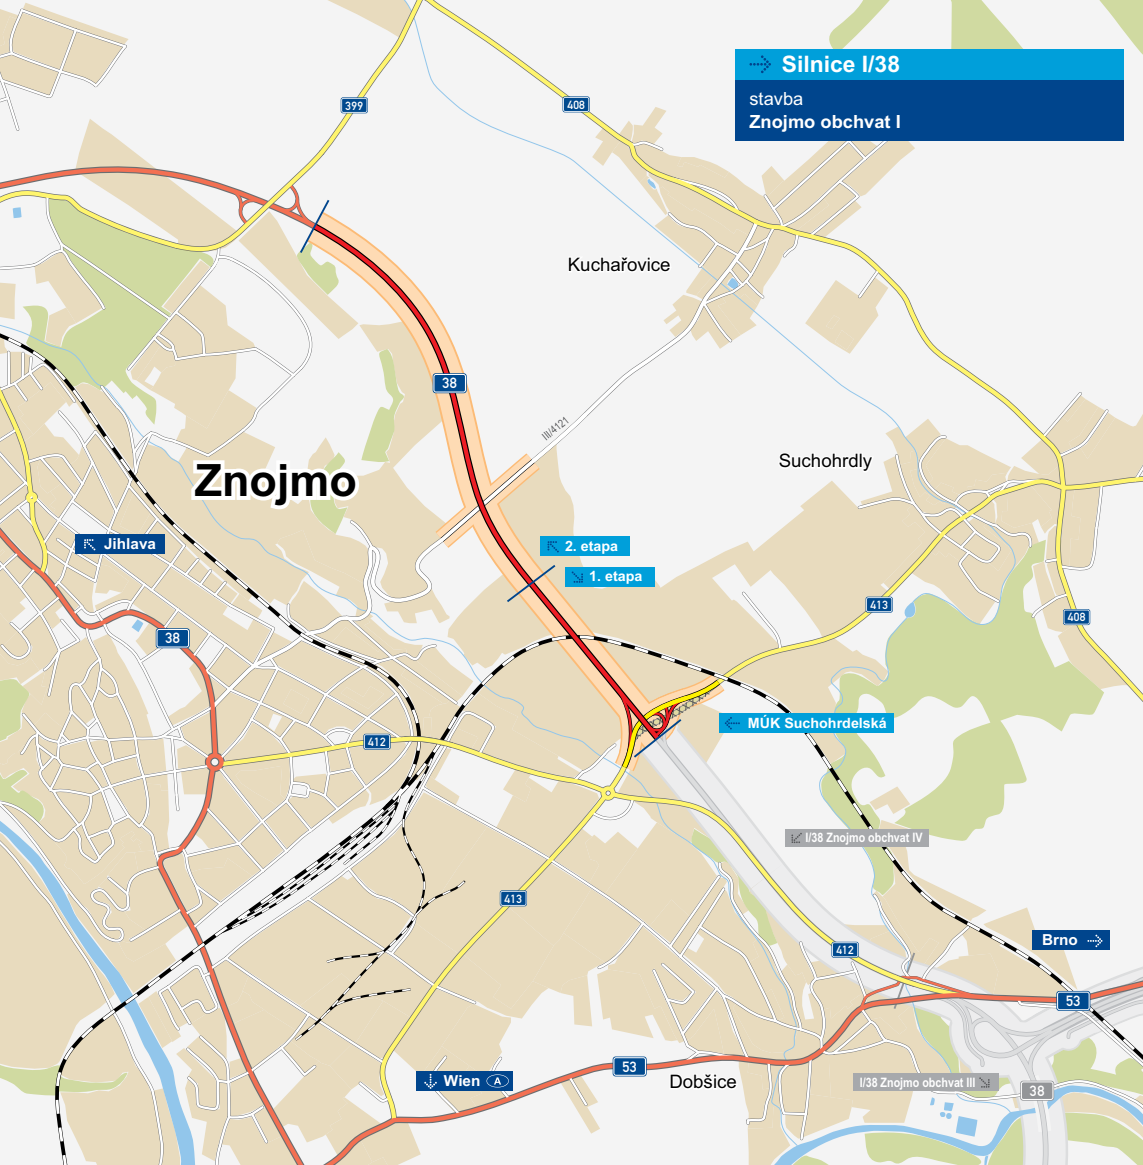 Silnice I/38
stavba
Znojmo obchvat I
399
408
Kuchařovice
38
III/4121
Suchohrdly
Znojmo
Jihlava
2. etapa
1. etapa
413
408
38
MÚK Suchohrdelská
412
I/38 Znojmo obchvat IV
413
Brno
412
53
53
Wien A
Dobšice
I/38 Znojmo obchvat III
38